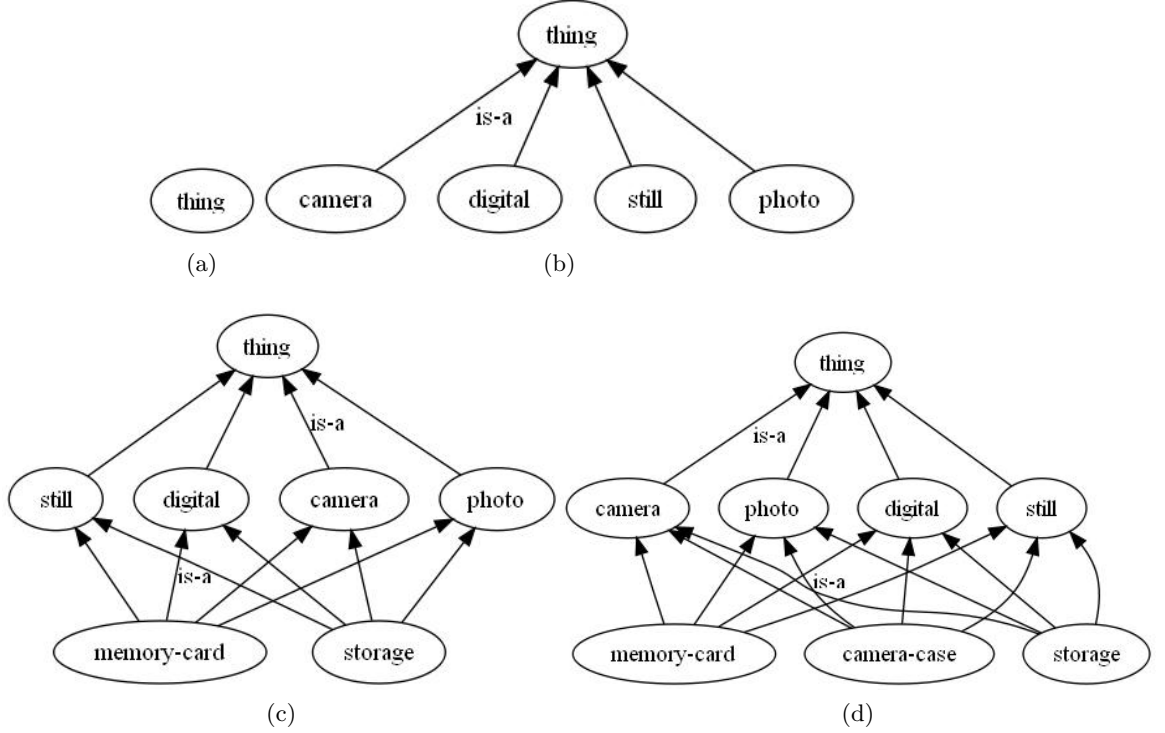 thing
is-a
thing camera digital still photo
(a) (b)
thing
is-a
still digital camera photo
is-a
memory-card storage
(c)
thing
is-a
camera photo digital still
is-a
memory-card camera-case storage
(d)